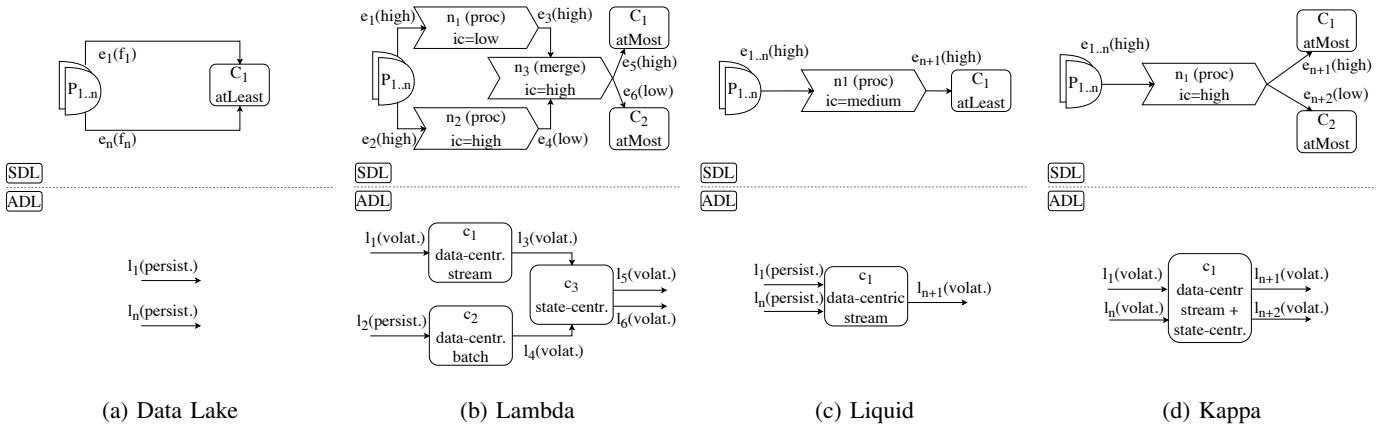 e1(f1)
P1..n
C1
atLeast
en(fn)
SDL
ADL
l1(persist.)
ln(persist.)
(a) Data Lake
e1(high)
n1 (proc)
ic=low
e3(high)
C1
atMost
P1..n
n3 (merge)
ic=high
e5(high)
e6(low)
e2(high)
n2 (proc)
ic=high
e4(low)
C2
atMost
SDL
ADL
l1(volat.)
c1
data-centr.
stream
l3(volat.)
c3
state-centr.
l5(volat.)
l6(volat.)
l2(persist.)
c2
data-centr.
batch
l4(volat.)
(b) Lambda
e1..n(high)
P1..n
n1 (proc)
ic=medium
en+1(high)
C1
atLeast
SDL
ADL
l1(persist.)
ln(persist.)
c1
data-centric
stream
ln+1(volat.)
(c) Liquid
e1..n(high)
P1..n
n1 (proc)
ic=high
C1
atMost
en+1(high)
en+2(low)
C2
atMost
SDL
ADL
l1(volat.)
ln(volat.)
c1
data-centr
stream +
state-centr.
ln+1(volat.)
ln+2(volat.)
(d) Kappa